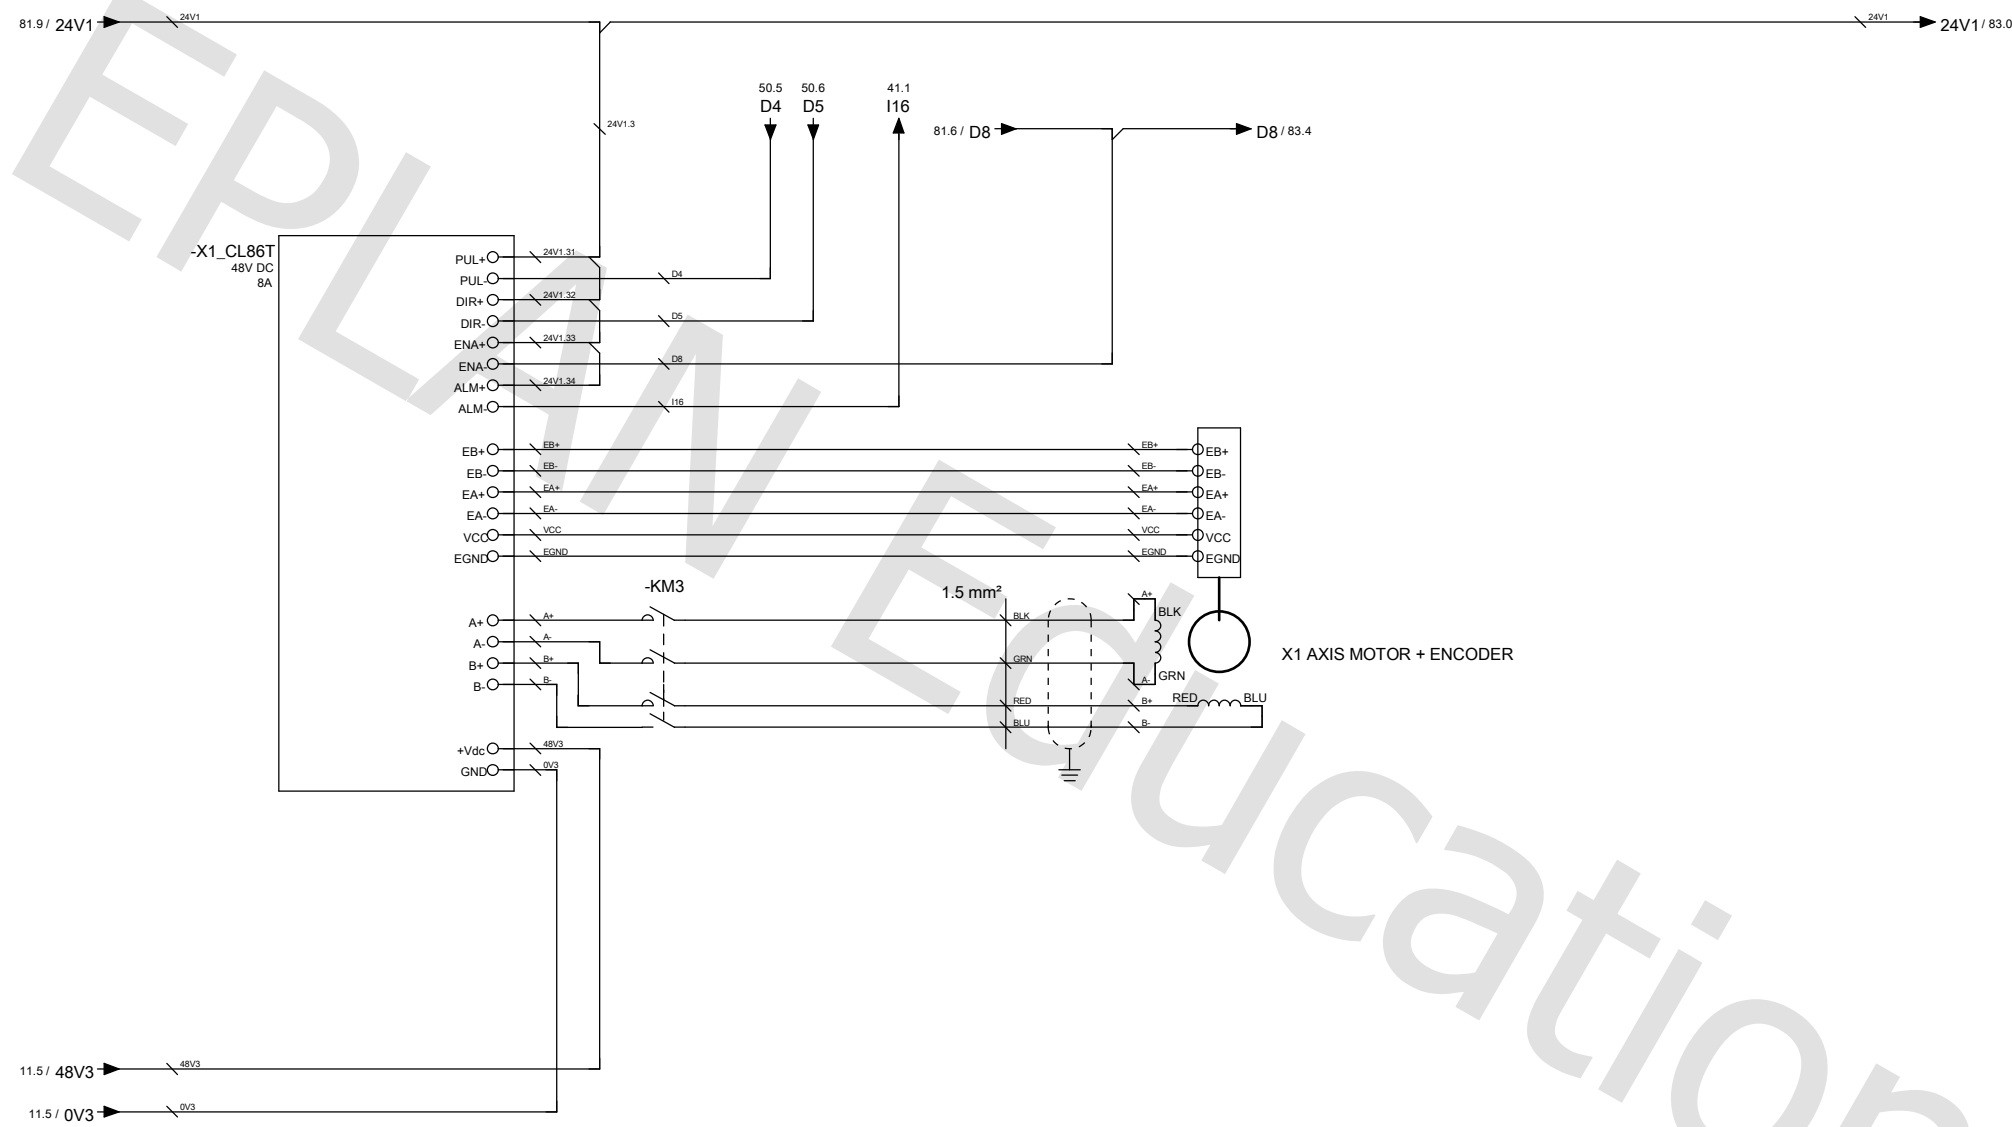 81.9 / 24V1 24V1 24V1 24V1 / 83.0
50.5 50.6 41.1
D4 D5 I16
24V1.3
81.6 / D8 D8 / 83.4
-X1_CL86T
48V DC
8A
PUL+ 24V1.31
PUL- D4
DIR+ 24V1.32
DIR- D5
ENA+ 24V1.33
ENA- D8
ALM+ 24V1.34
ALM- I16
EB+ EB+ EB+ EB+
EB- EB- EB- EB-
EA+ EA+ EA+ EA+
EA- EA- EA- EA-
VCC VCC VCC VCC
EGND EGND EGND EGND
-KM3
1.5 mm²
A+ A+ BLK A+ BLK
A- A-
B+ B+ GRN A- GRN
B- B-
X1 AXIS MOTOR + ENCODER
RED B+ RED BLU
BLU B-
+Vdc 48V3
GND 0V3
11.5 / 48V3 48V3
11.5 / 0V3 0V3
EPLAN Education